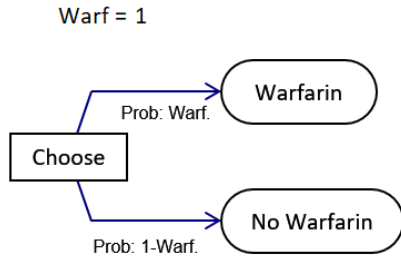 Warf = 1
Warfarin
Prob: Warf.
Choose
No Warfarin
Prob: 1-Warf.